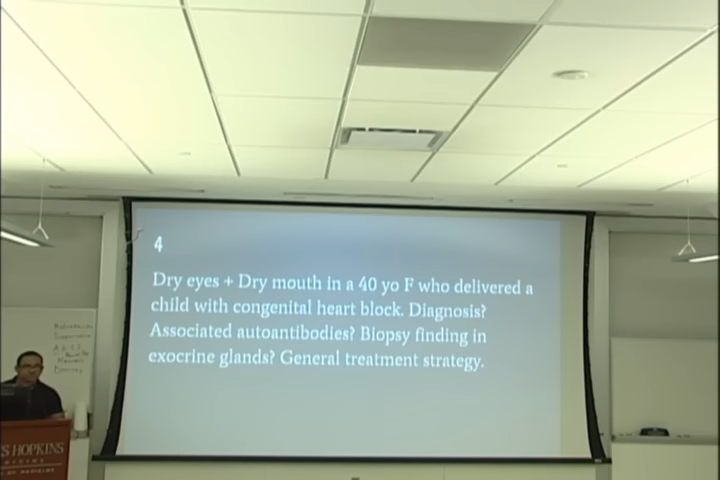 4
Dry eyes + Dry mouth in a 40 yo F who delivered a
child with congenital heart block. Diagnosis?
Associated autoantibodies? Biopsy finding in
exocrine glands? General treatment strategy.
S HOPKINS